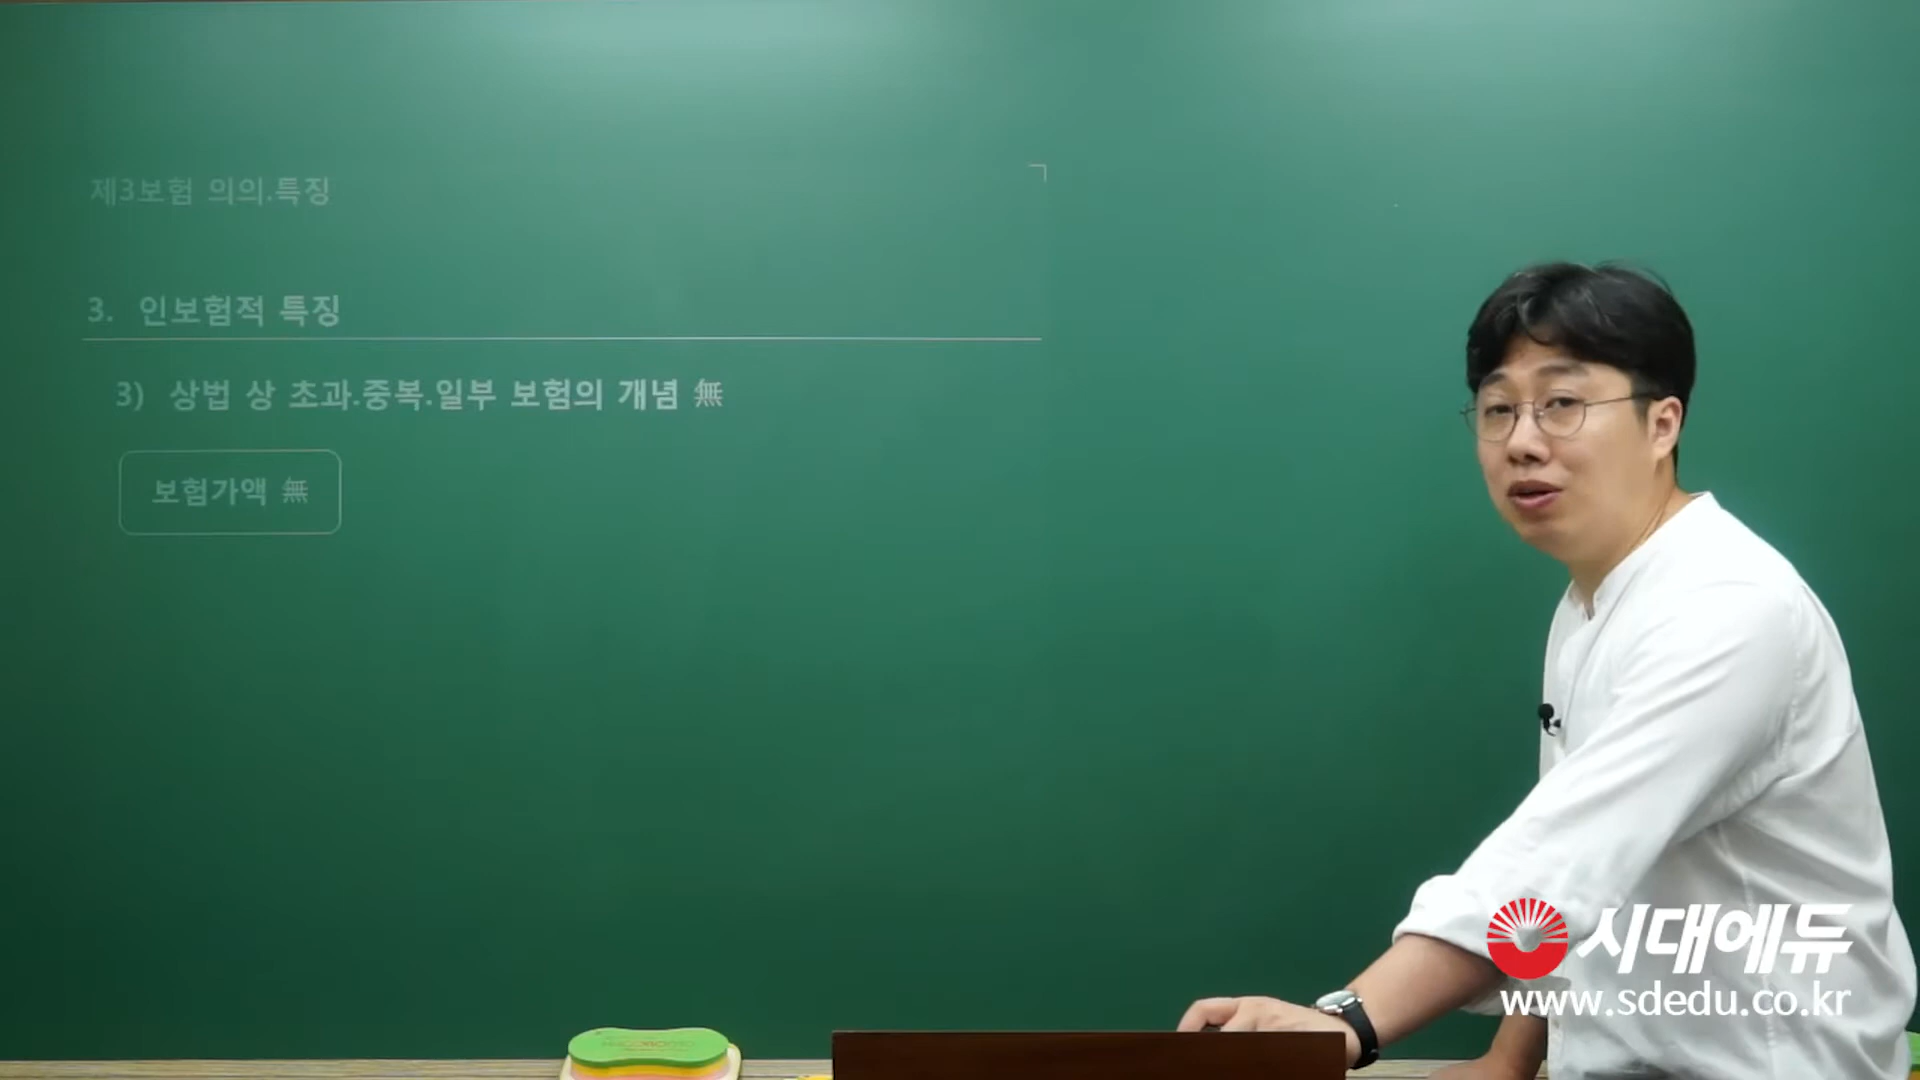 제3보험 의의.특징
3. 인보험적 특징
3) 상법 상 초과.중복.일부 보험의 개념 無
보험가액 無
시대에듀
www.sdedu.co.kr